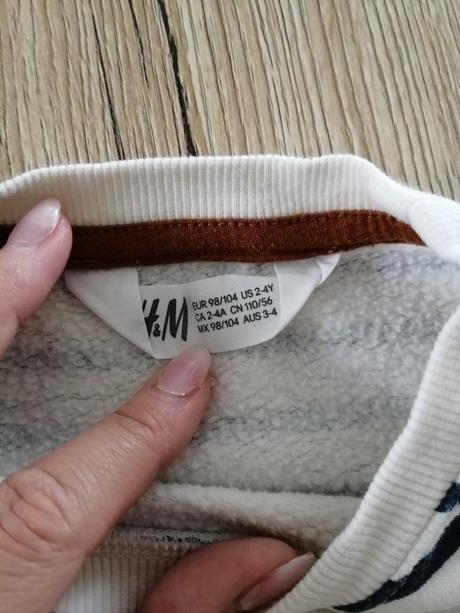 H&M
EUR 98/104 US 2-4Y
CA 2-4A CN 110/56
MX 98/104 AUS 3-4